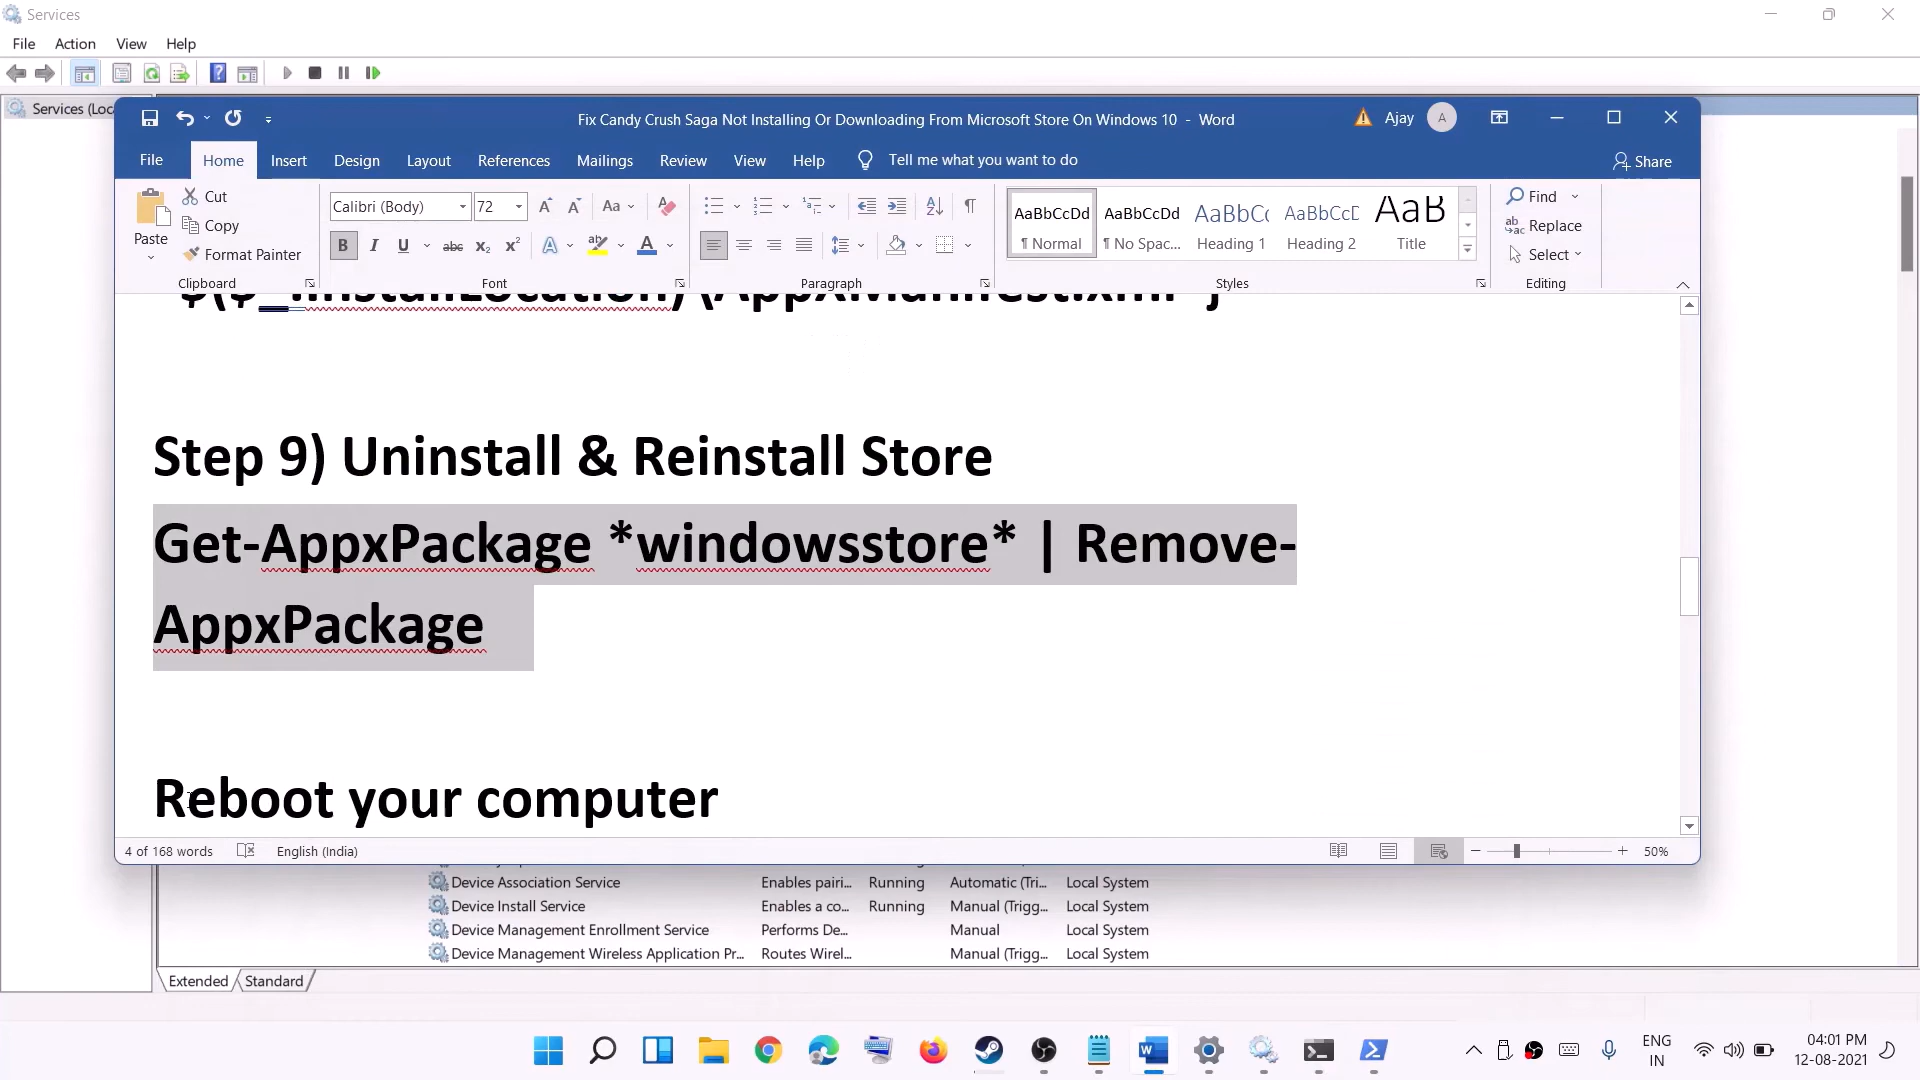 Services
File Action View Help
Services (Loc
Fix Candy Crush Saga Not Installing Or Downloading From Microsoft Store On Windows 10 - Word
Ajay A
File Home Insert Design Layout References Mailings Review View Help Tell me what you want to do Share
Paste Cut Copy Format Painter
Calibri (Body) 72
AaBbCcDd AaBbCcDd AaBbCc AaBbCcD AaB
¶ Normal ¶ No Spac... Heading 1 Heading 2 Title
Find
Replace
Select
Clipboard Font Paragraph Styles Editing
$($_.InstallLocation)\AppXManifest.xml"}
Step 9) Uninstall & Reinstall Store
Get-AppxPackage *windowsstore* | Remove-
AppxPackage
Reboot your computer
4 of 168 words English (India) 50%
Device Association Service Enables pairi... Running Automatic (Tri... Local System
Device Install Service Enables a co... Running Manual (Trigg... Local System
Device Management Enrollment Service Performs De... Manual Local System
Device Management Wireless Application Pr... Routes Wirel... Manual (Trigg... Local System
Extended Standard
ENG
IN
04:01 PM
12-08-2021